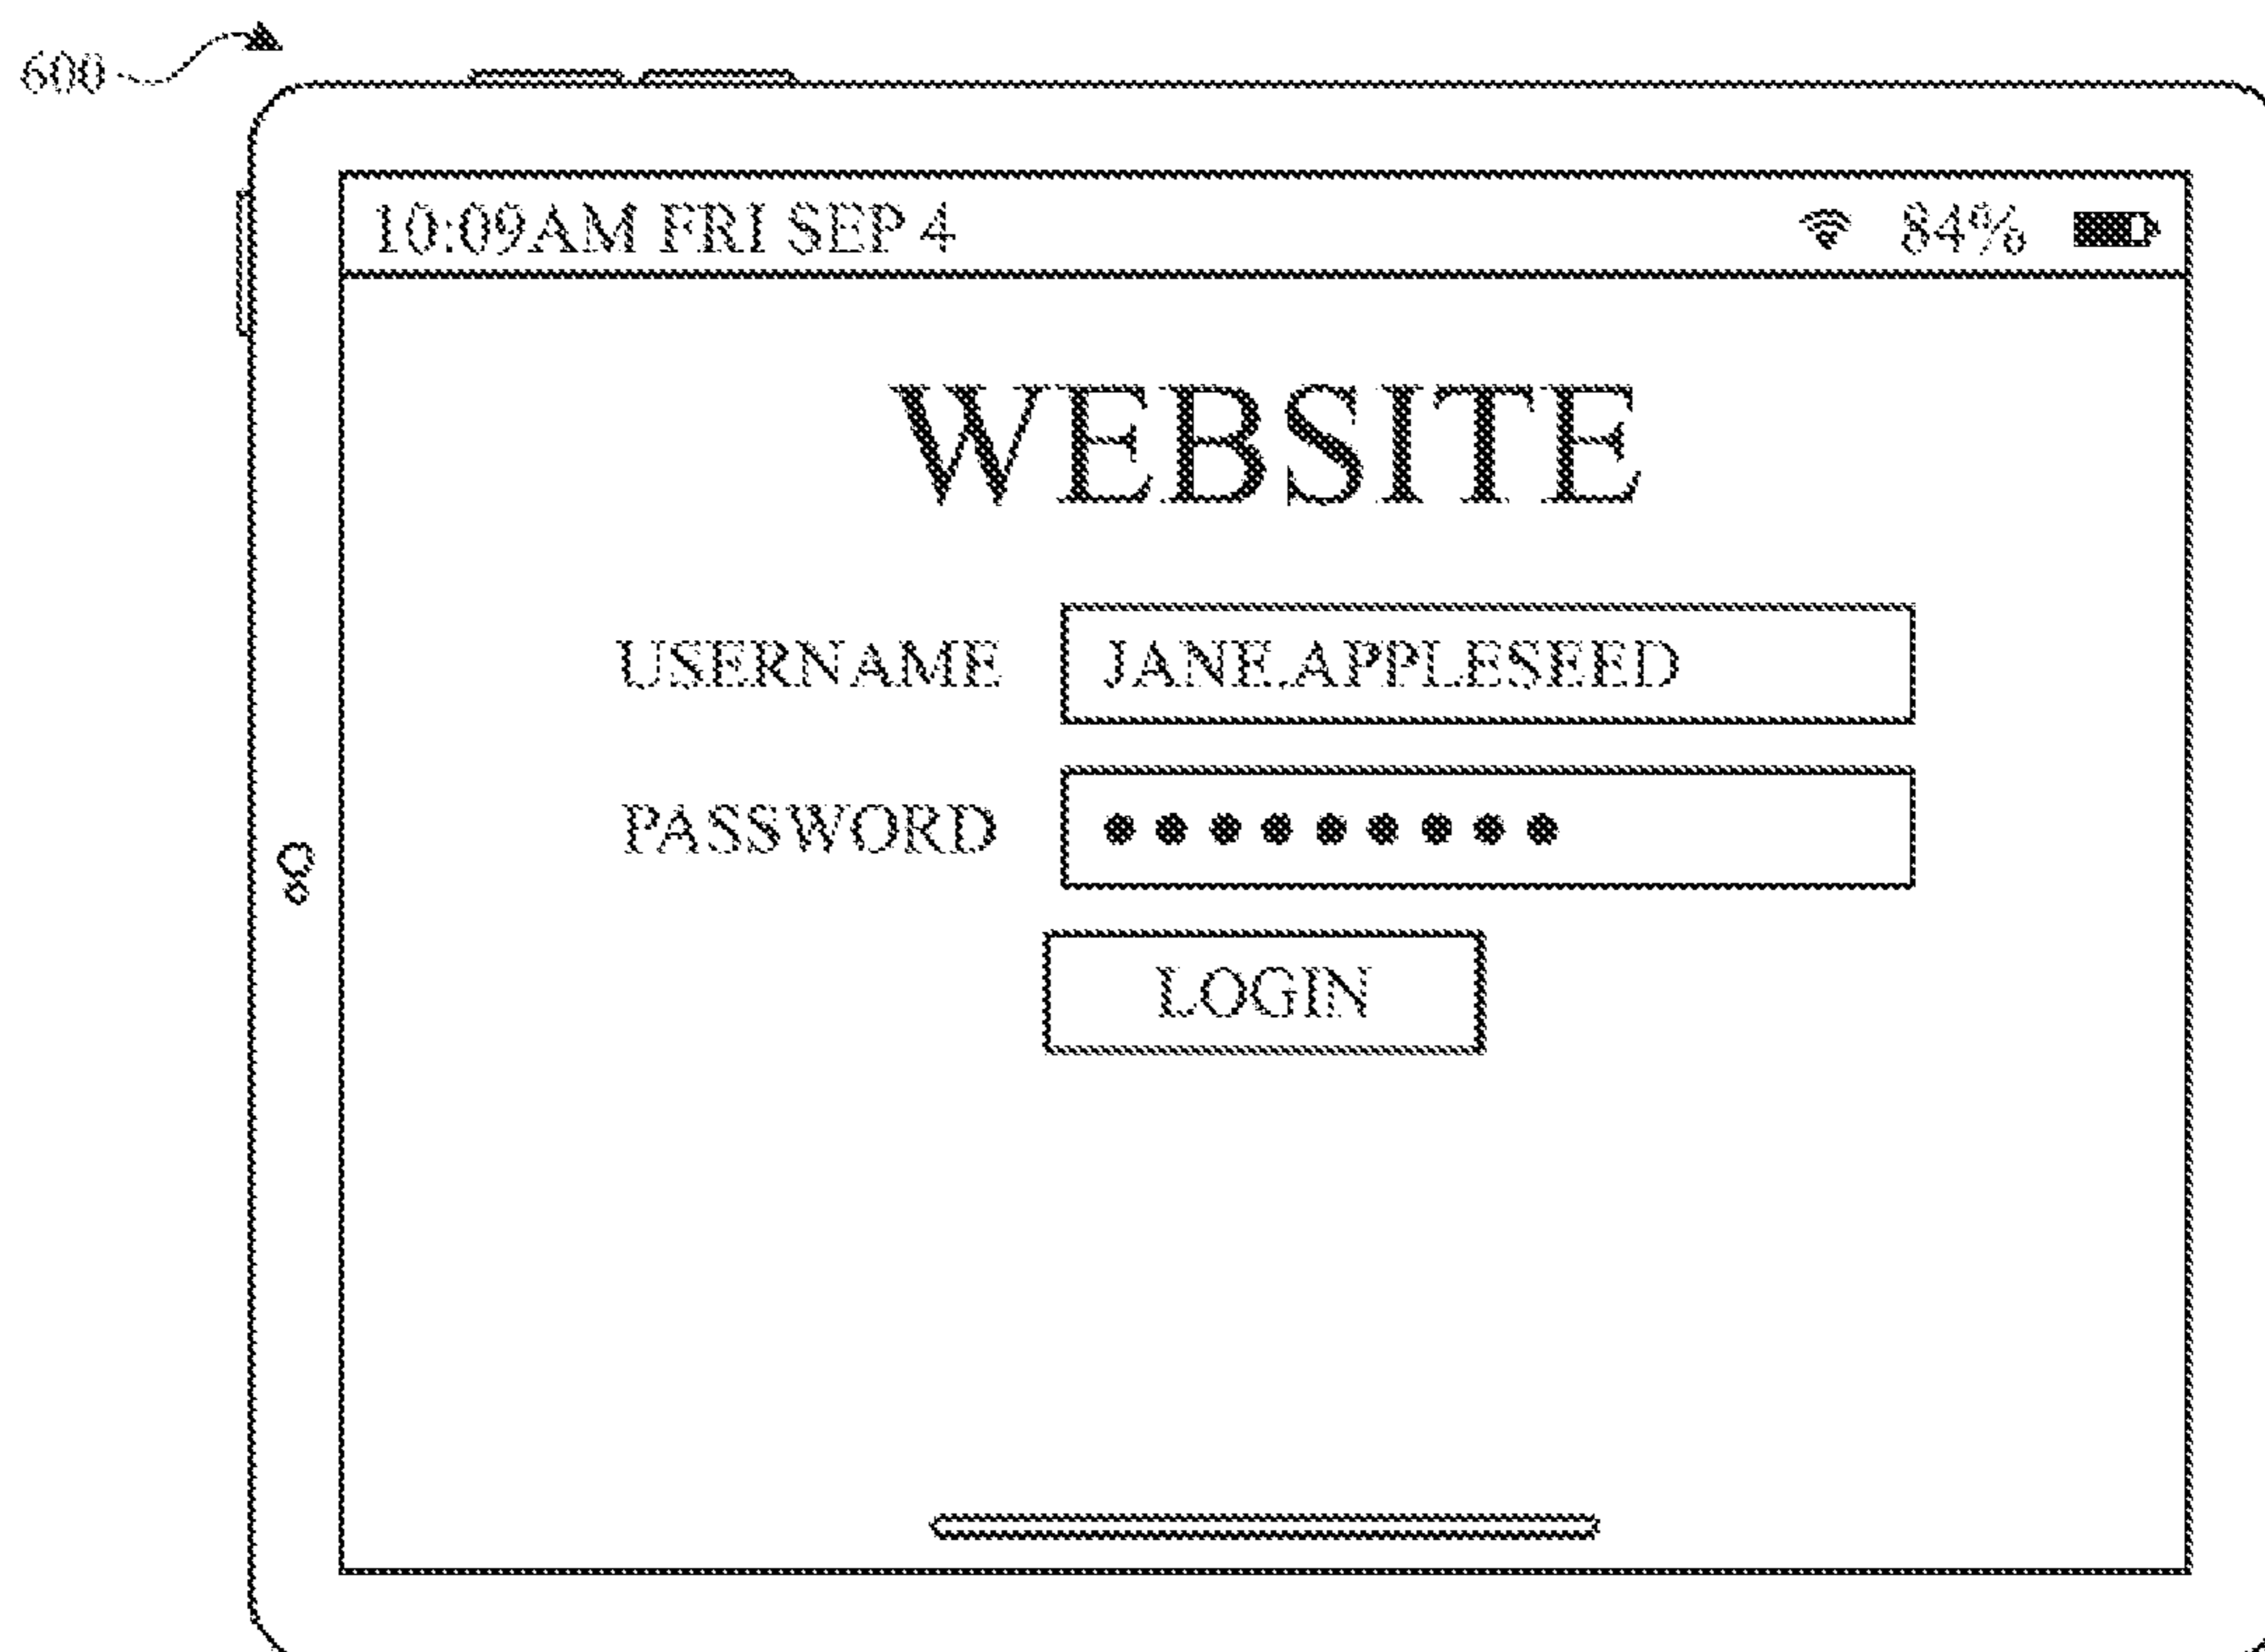 600
10:09AM FRI SEP 4 84%
WEBSITE
USERNAME JANE.APPLESEED
PASSWORD ●●●●●●●●●
LOGIN